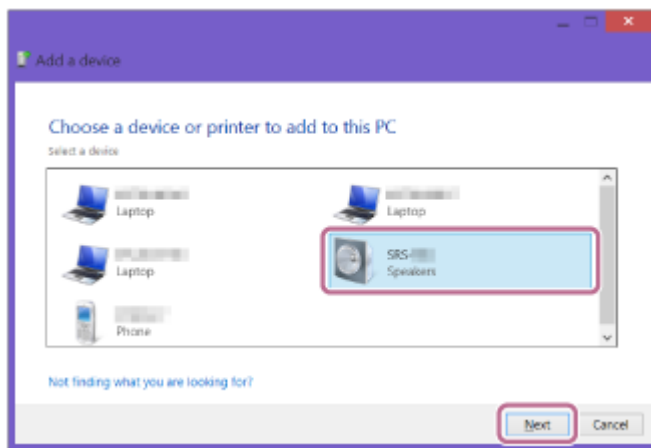 Add a device
Choose a device or printer to add to this PC
Select a device
Laptop
Laptop
Laptop
SRS-
Speakers
Phone
Not finding what you are looking for?
Next
Cancel